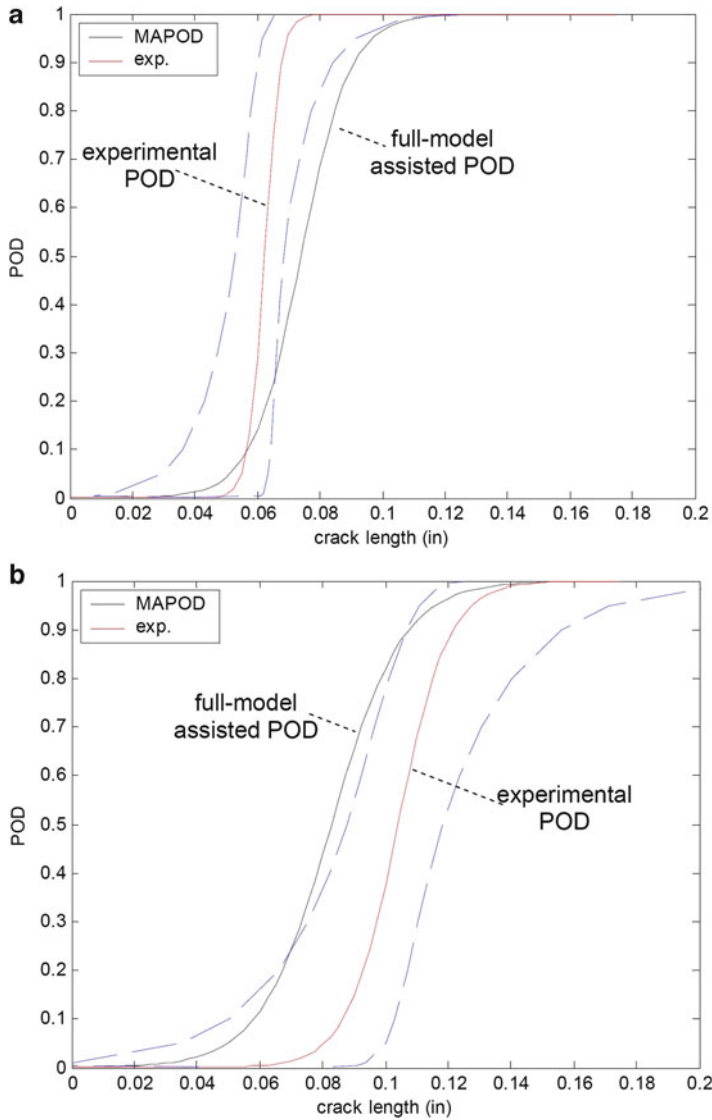 a
MAPOD
exp.
experimental
POD
full-model
assisted POD
POD
1
0.9
0.8
0.7
0.6
0.5
0.4
0.3
0.2
0.1
0
0 0.02 0.04 0.06 0.08 0.1 0.12 0.14 0.16 0.18 0.2
crack length (in)
b
MAPOD
exp.
full-model
assisted POD
experimental
POD
POD
1
0.9
0.8
0.7
0.6
0.5
0.4
0.3
0.2
0.1
0
0 0.02 0.04 0.06 0.08 0.1 0.12 0.14 0.16 0.18 0.2
crack length (in)